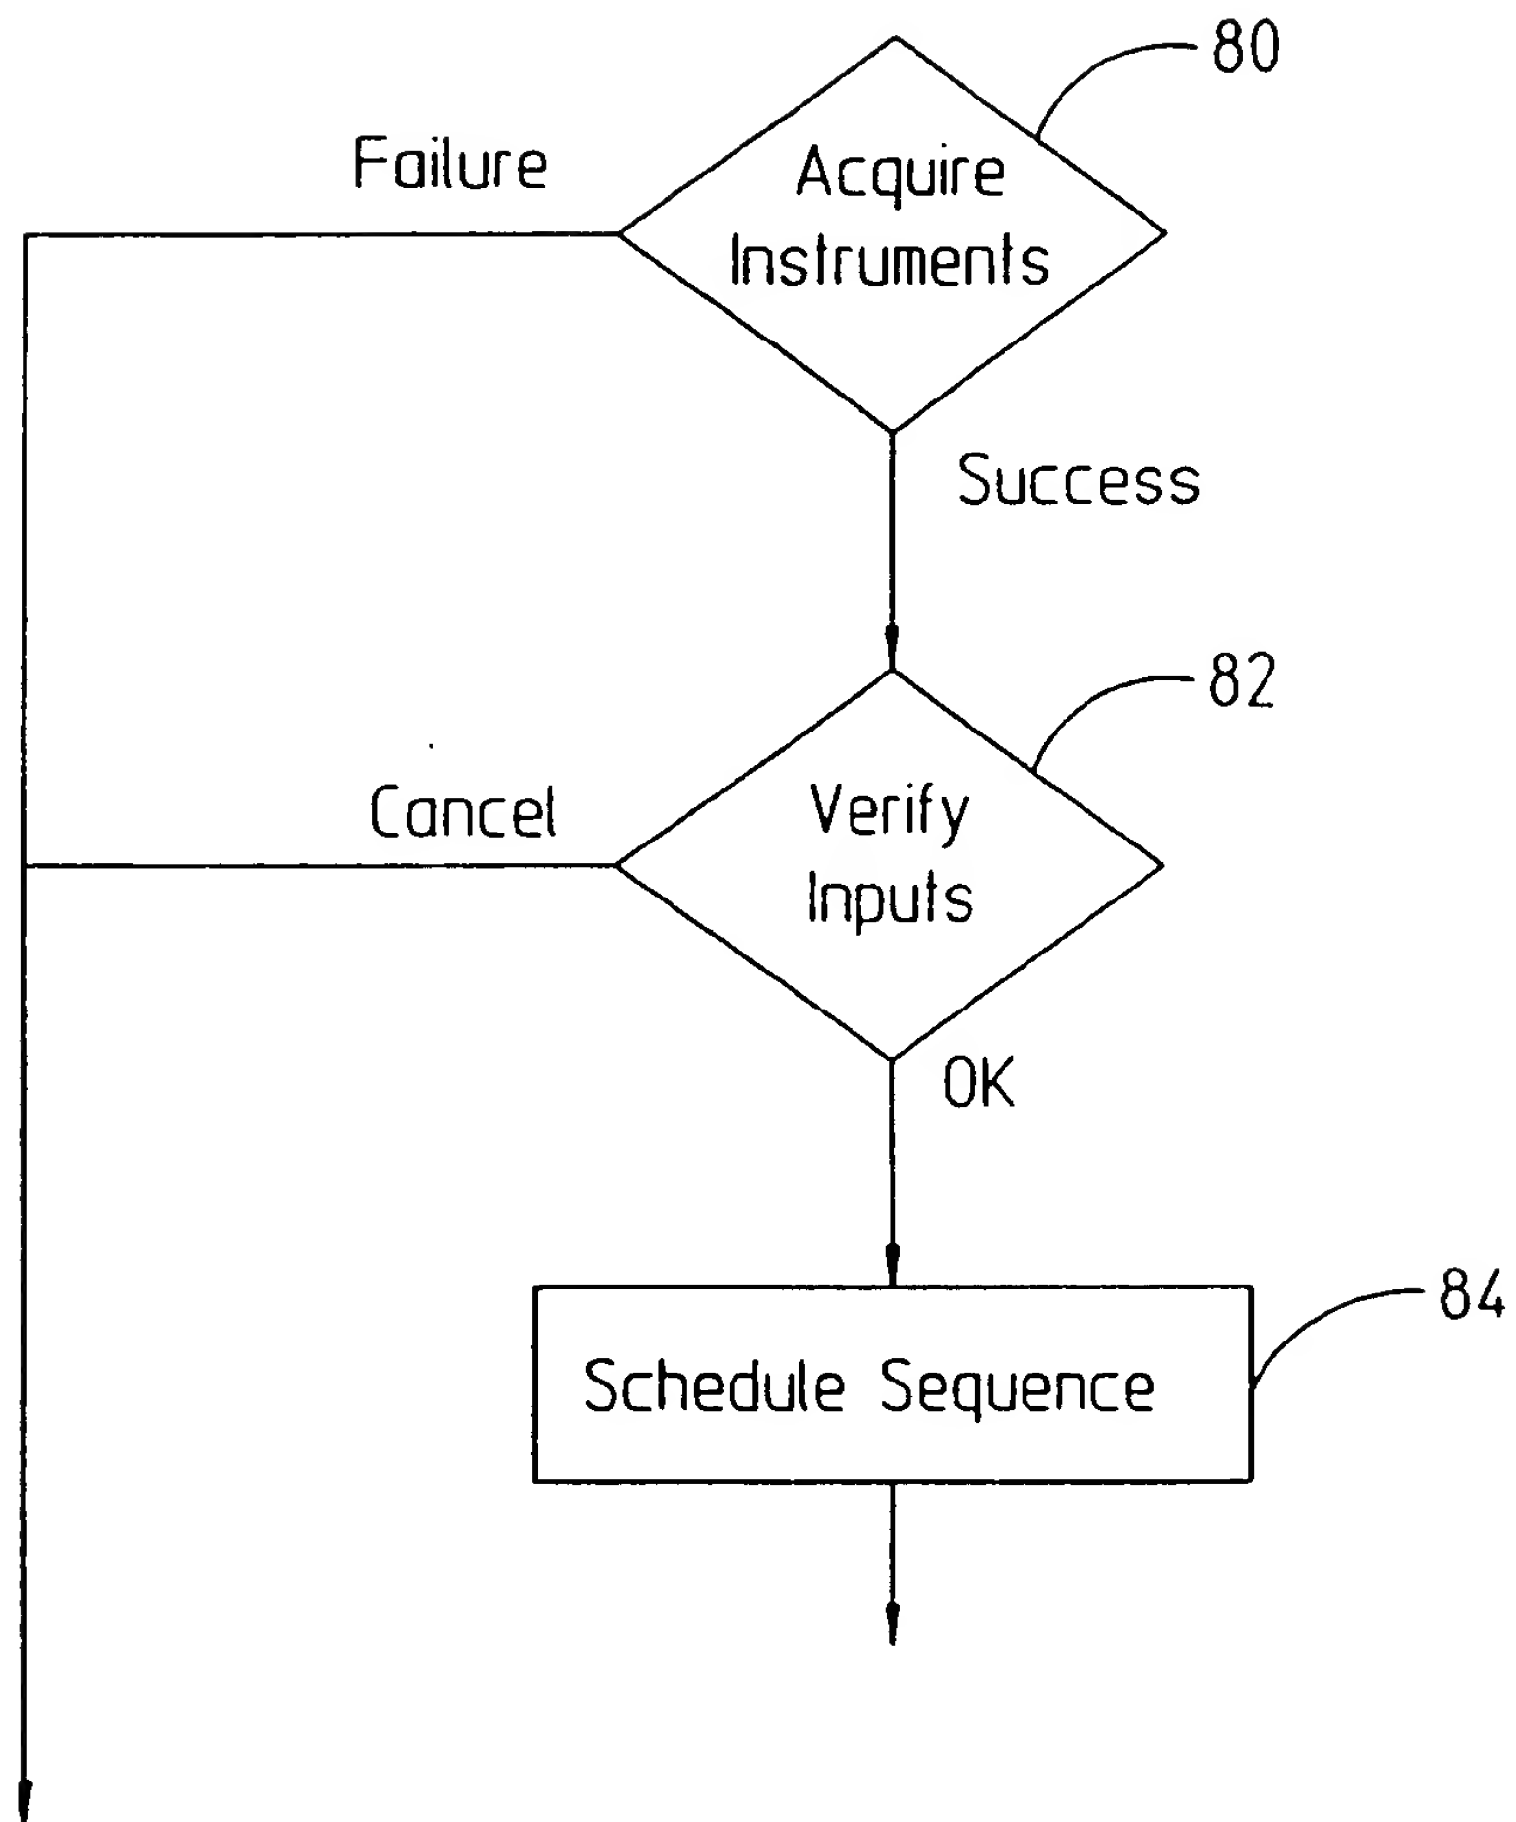 80
Failure
Acquire
Instruments
Success
82
Cancel
Verify
Inputs
OK
84
Schedule Sequence